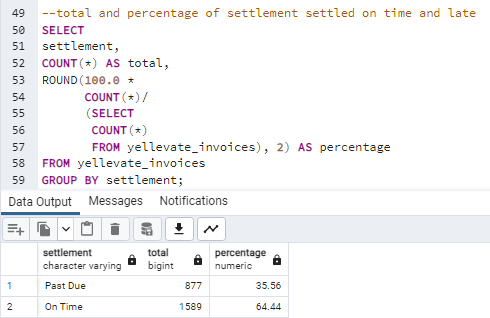 49 --total and percentage of settlement settled on time and late
50 SELECT
51 settlement,
52 COUNT(*) AS total,
53 ROUND(100.0 *
54 COUNT(*)/
55 (SELECT
56 COUNT(*)
57 FROM yellevate_invoices), 2) AS percentage
58 FROM yellevate_invoices
59 GROUP BY settlement;
Data Output Messages Notifications
settlement total percentage
character varying bigint numeric
1 Past Due 877 35.56
2 On Time 1589 64.44